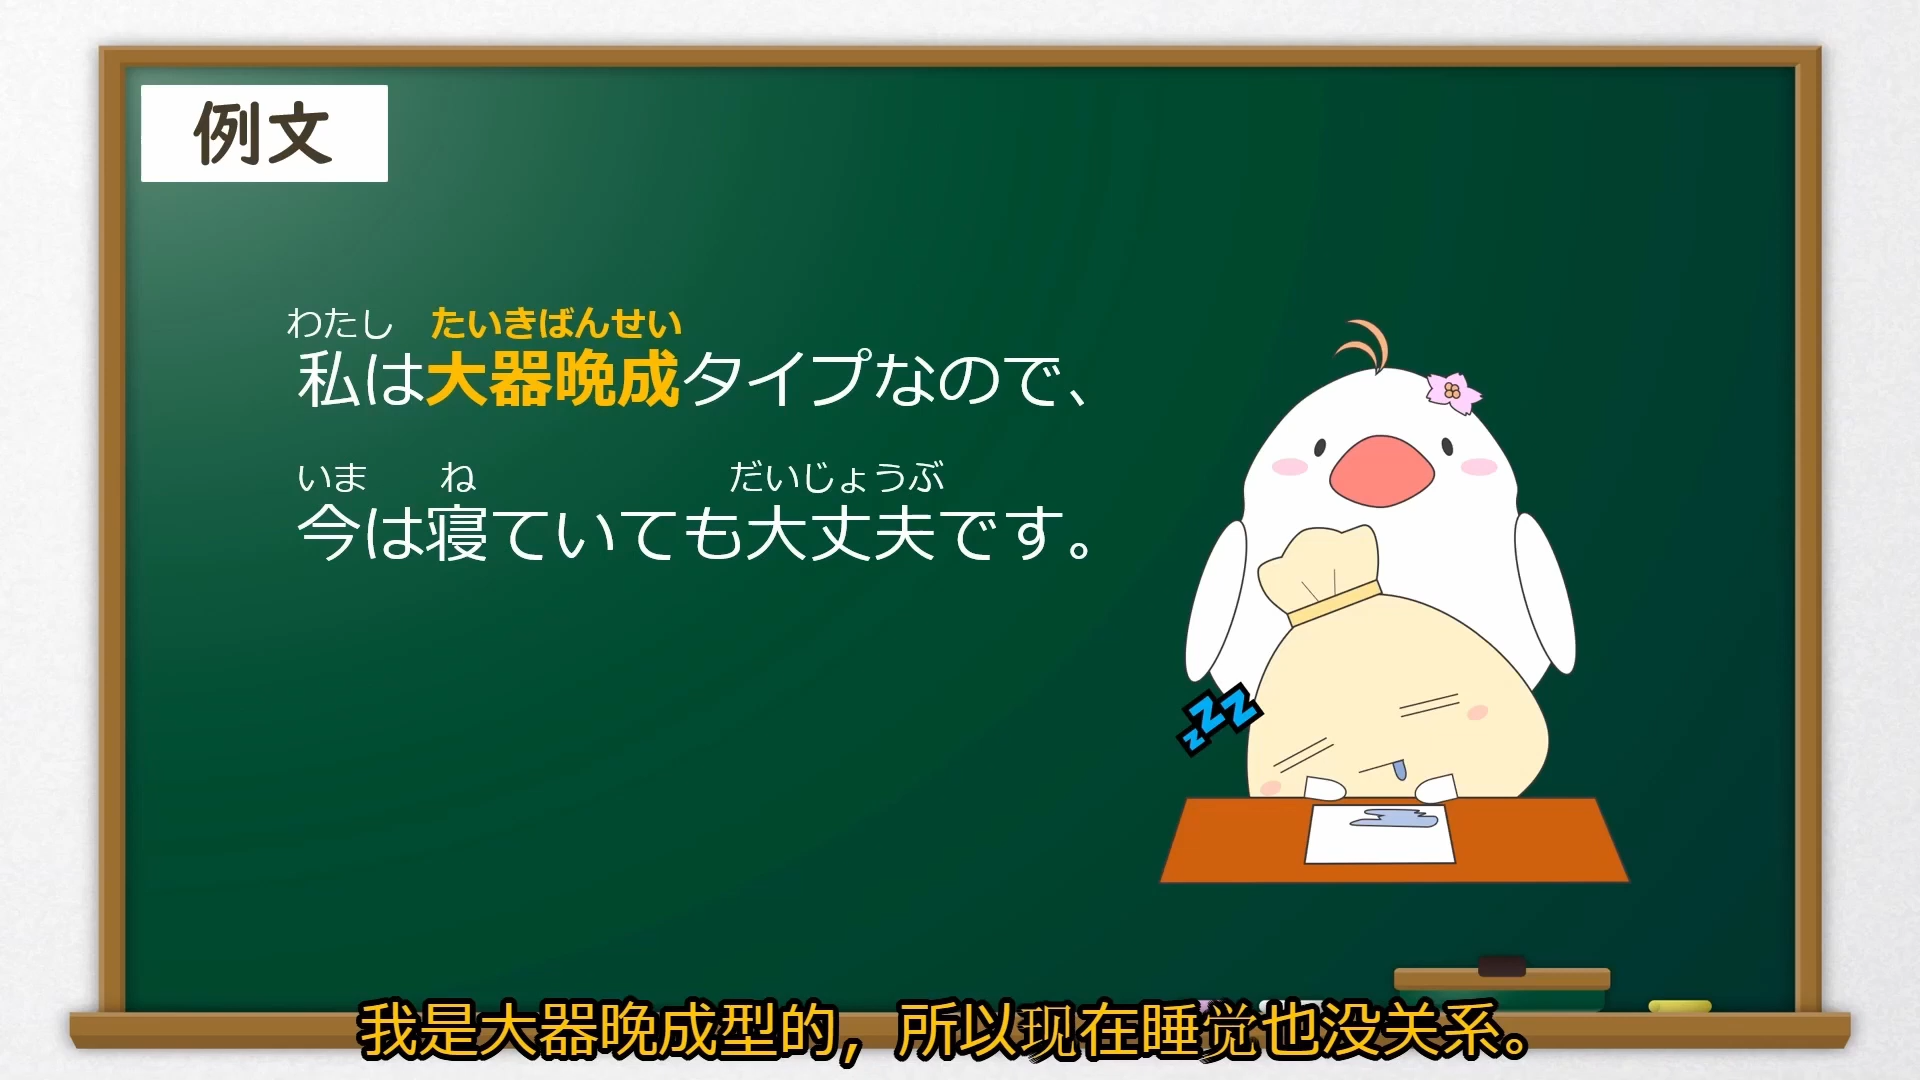 例文
わたし たいきばんせい
私は大器晩成タイプなので、
いま ね だいじょうぶ
今は寝ていても大丈夫です。
zZZ
我是大器晚成型的，所以现在睡觉也没关系。